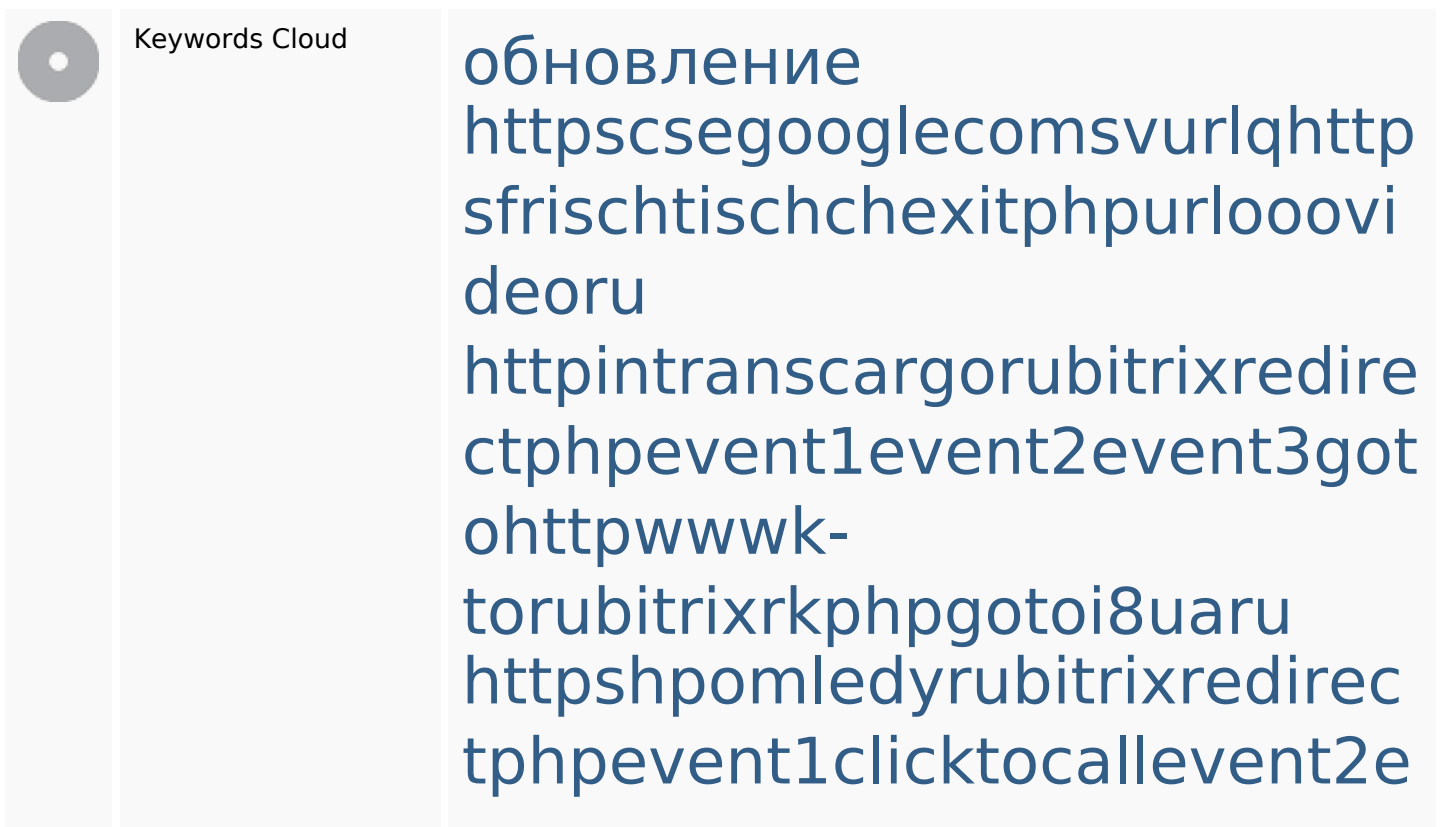 Keywords Cloud
обновление
httpscsegooglecomsvurlqhttp
sfrischtischchexitphpurlooovi
deoru
httpintranscargorubitrixredire
ctphpevent1event2event3got
ohttpwwwk-
torubitrixrkphpgotoi8uaru
httpshpomledyrubitrixredirec
tphpevent1clicktocallevent2e